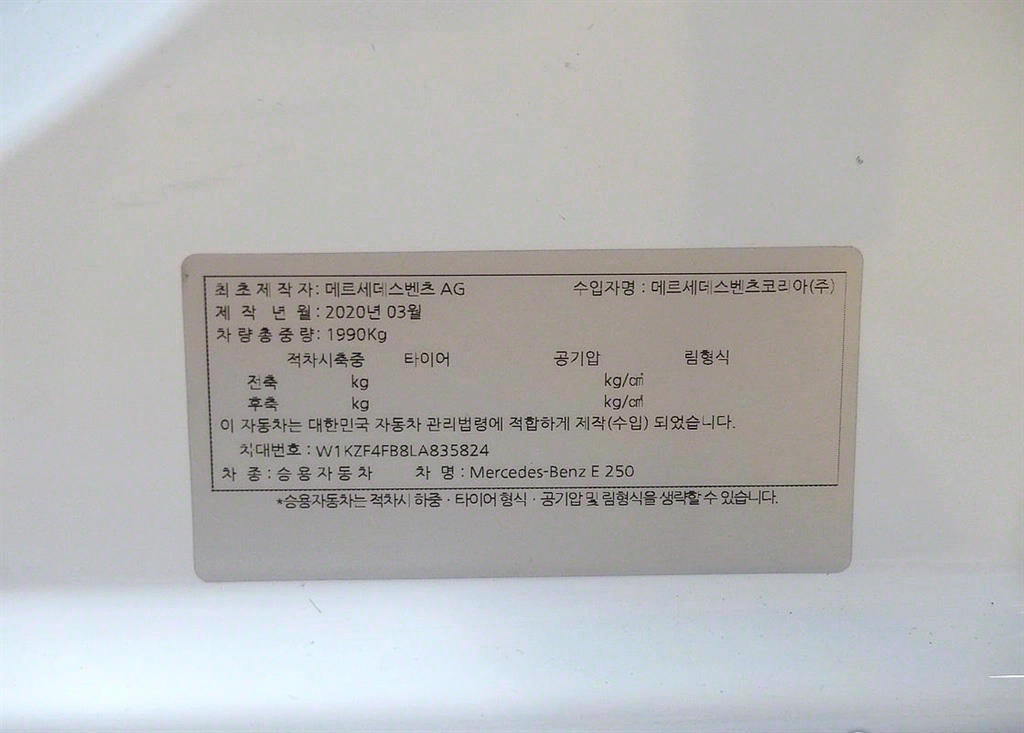 최초제작자: 메르세데스벤츠 AG 수입자명 : 메르세데스벤츠코리아(주)
제 작 년 월 : 2020년 03월
차량총중량: 1990Kg
적차시축중 타이어 공기압 림형식
전축 kg kg/㎠
후축 kg kg/㎠
이 자동차는 대한민국 자동차 관리법령에 적합하게 제작(수입) 되었습니다.
차대번호 : W1KZF4FB8LA835824
차 종 : 승용자동차 차 명 : Mercedes-Benz E 250
*승용자동차는 적차시 하중 · 타이어 형식 · 공기압 및 림형식을 생략할 수 있습니다.